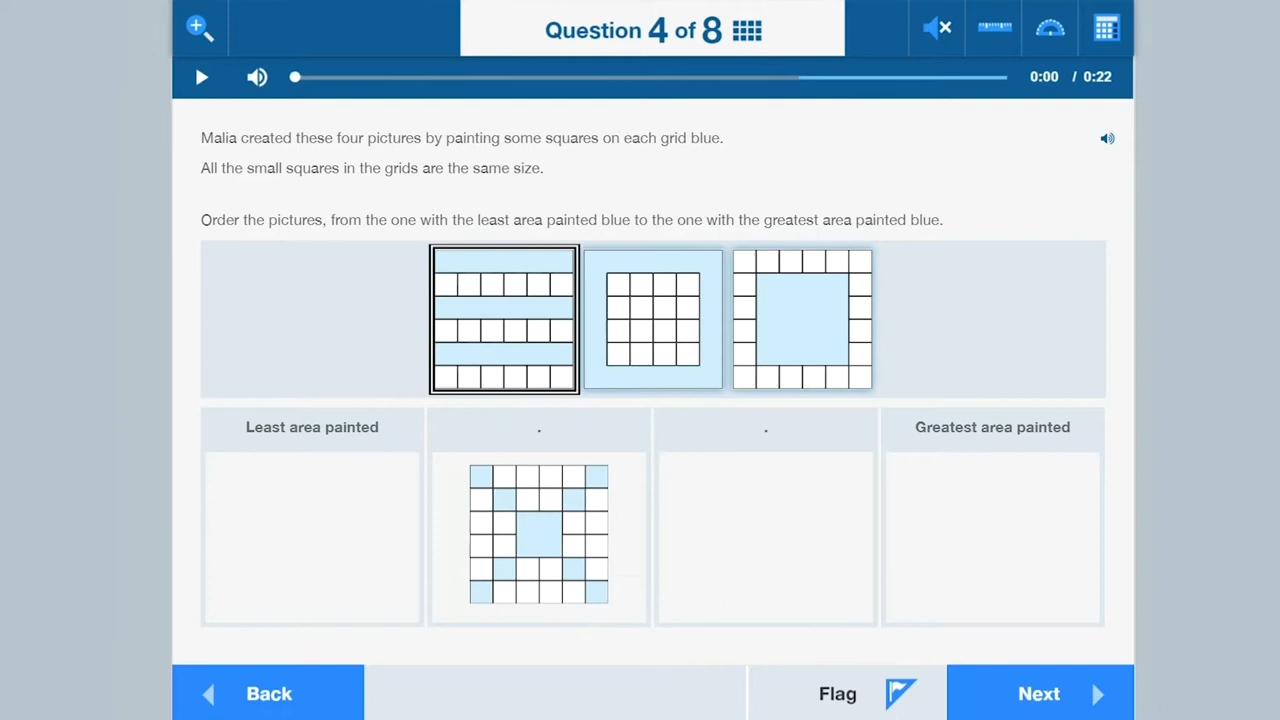 Question 4 of 8
0:00 / 0:22
Malia created these four pictures by painting some squares on each grid blue.
All the small squares in the grids are the same size.
Order the pictures, from the one with the least area painted blue to the one with the greatest area painted blue.
Least area painted . . Greatest area painted
Back Flag Next